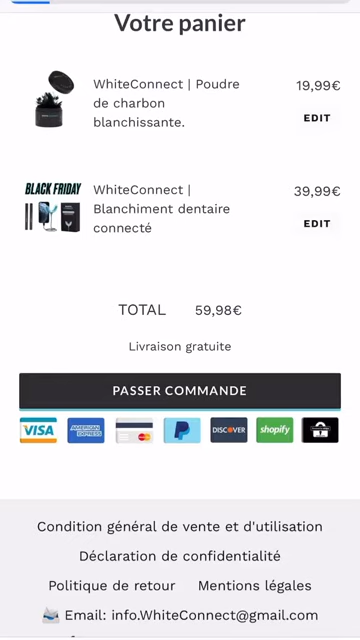 Votre panier
WhiteConnect | Poudre
de charbon
blanchissante.
19,99€
EDIT
BLACK FRIDAY
WhiteConnect |
Blanchiment dentaire
connecté
39,99€
EDIT
TOTAL 59,98€
Livraison gratuite
PASSER COMMANDE
VISA AMERICAN EXPRESS DISCOVER shopify
Condition général de vente et d'utilisation
Déclaration de confidentialité
Politique de retour Mentions légales
Email: info.WhiteConnect@gmail.com